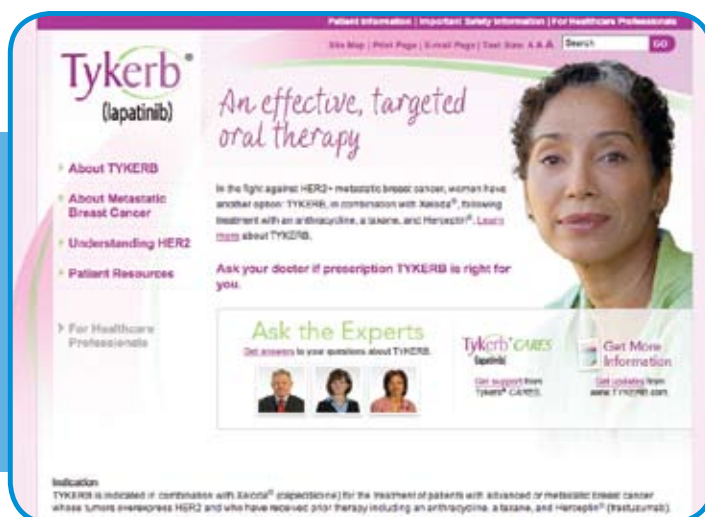 Patient Information | Important Safety Information | For Healthcare Professionals
Site Map | Print Page | E-mail Page | Text Size: A A A Search GO
Tykerb®
(lapatinib)
An effective, targeted
oral therapy
About TYKERB
About Metastatic
Breast Cancer
Understanding HER2
Patient Resources
For Healthcare
Professionals
In the fight against HER2+ metastatic breast cancer, women have
another option: TYKERB, in combination with Xeloda®, following
treatment with an anthracycline, a taxane, and Herceptin®. Learn
more about TYKERB.
Ask your doctor if prescription TYKERB is right for
you.
Ask the Experts
Get answers to your questions about TYKERB.
Tykerb® CARES
(lapatinib)
Get support from
Tykerb® CARES.
Get More
Information
Get updates from
www.TYKERB.com.
Indication
TYKERB is indicated in combination with Xeloda® (capecitabine) for the treatment of patients with advanced or metastatic breast cancer
whose tumors overexpress HER2 and who have received prior therapy including an anthracycline, a taxane, and Herceptin® (trastuzumab).